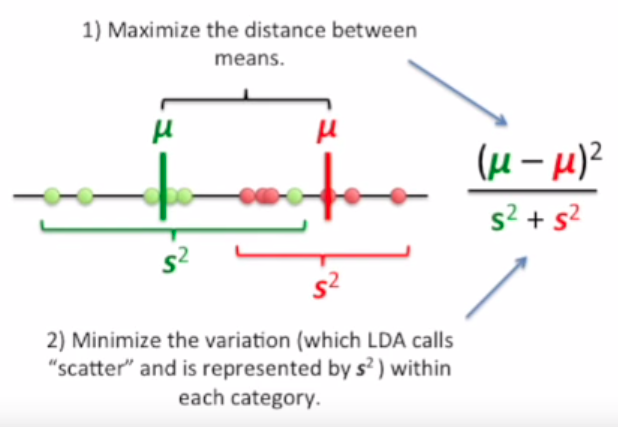 1) Maximize the distance between
means.
μ μ
(μ – μ)²
s² + s²
s²
s²
2) Minimize the variation (which LDA calls
“scatter” and is represented by s² ) within
each category.